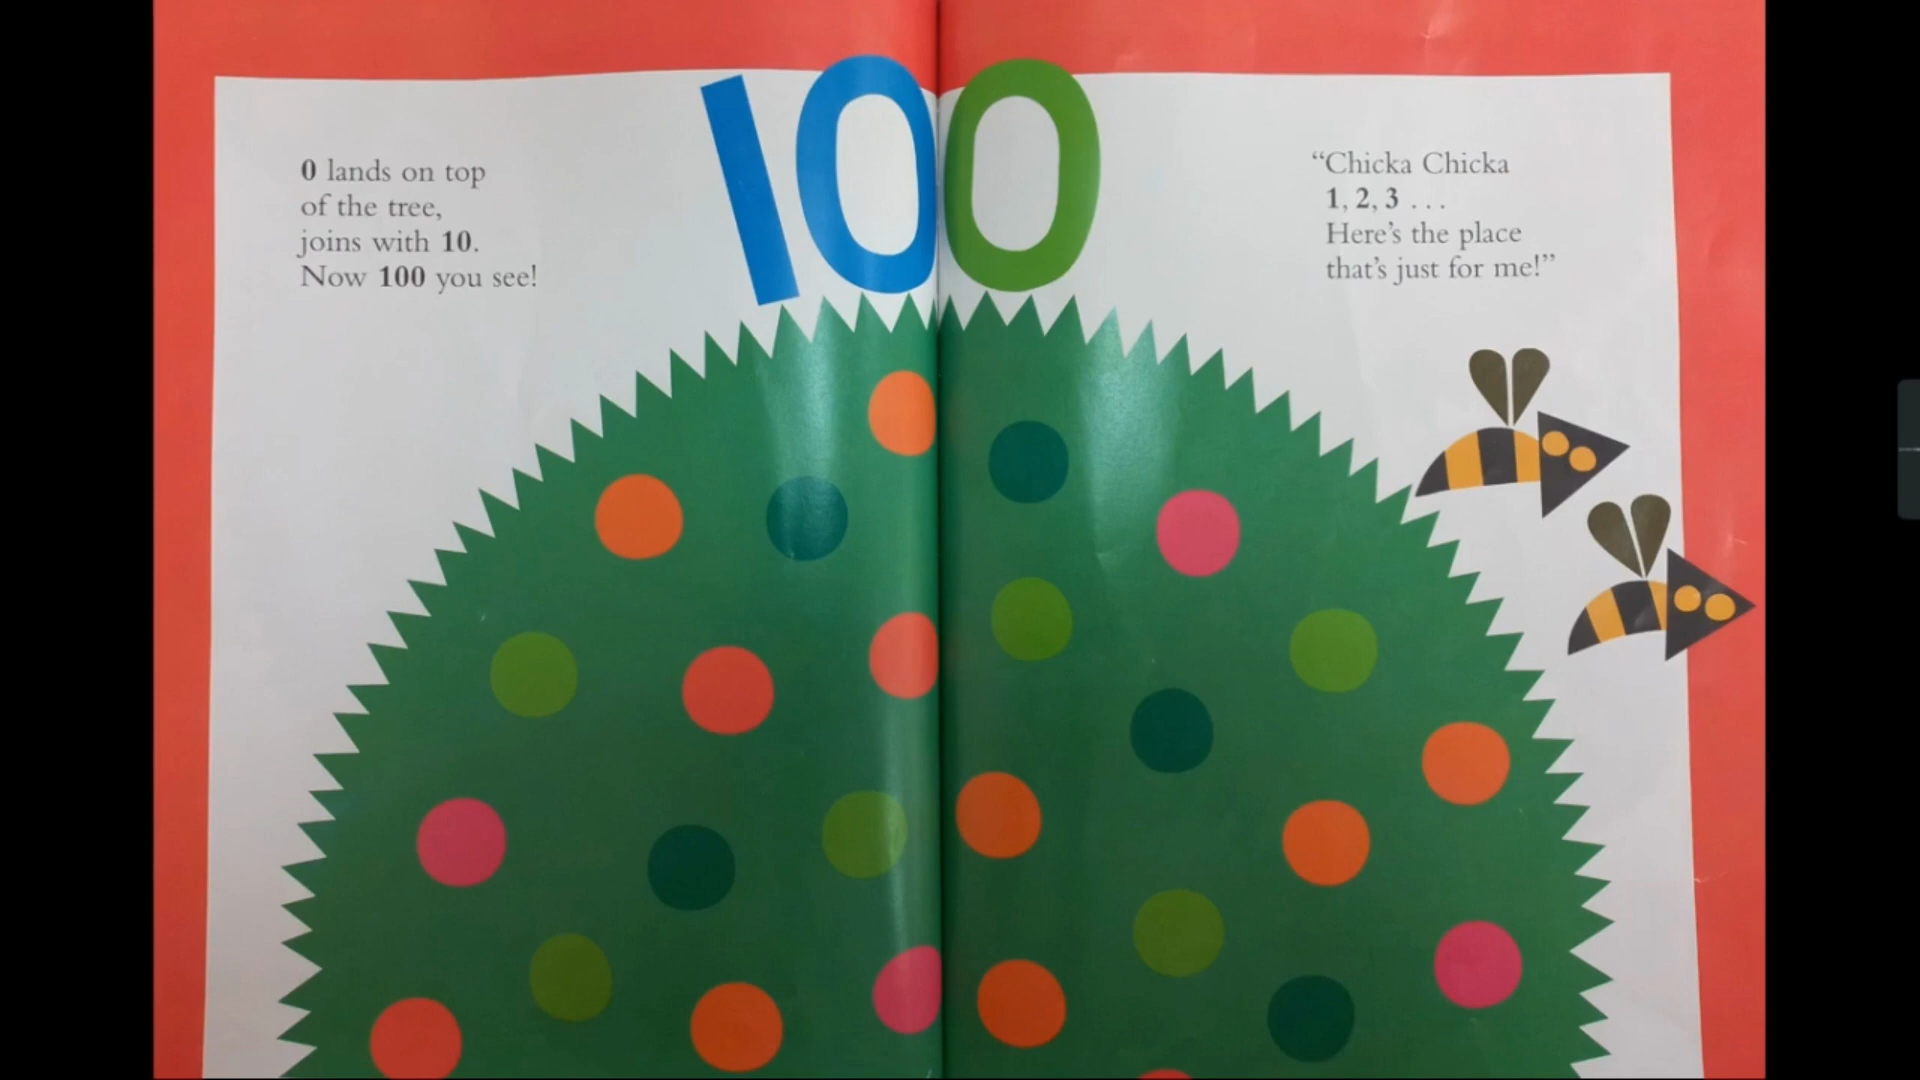 100
0 lands on top
of the tree,
joins with 10.
Now 100 you see!
“Chicka Chicka
1, 2, 3 . . .
Here’s the place
that’s just for me!”